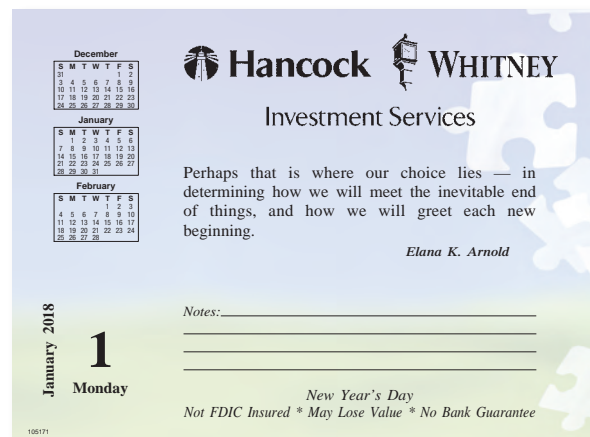 December
S M T W T F S
31 1 2
3 4 5 6 7 8 9
10 11 12 13 14 15 16
17 18 19 20 21 22 23
24 25 26 27 28 29 30
January
S M T W T F S
1 2 3 4 5 6
7 8 9 10 11 12 13
14 15 16 17 18 19 20
21 22 23 24 25 26 27
28 29 30 31
February
S M T W T F S
1 2 3
4 5 6 7 8 9 10
11 12 13 14 15 16 17
18 19 20 21 22 23 24
25 26 27 28
Hancock WHITNEY
Investment Services
Perhaps that is where our choice lies — in
determining how we will meet the inevitable end
of things, and how we will greet each new
beginning.
Elana K. Arnold
Notes:
January 2018
1
Monday
New Year's Day
Not FDIC Insured * May Lose Value * No Bank Guarantee
105171